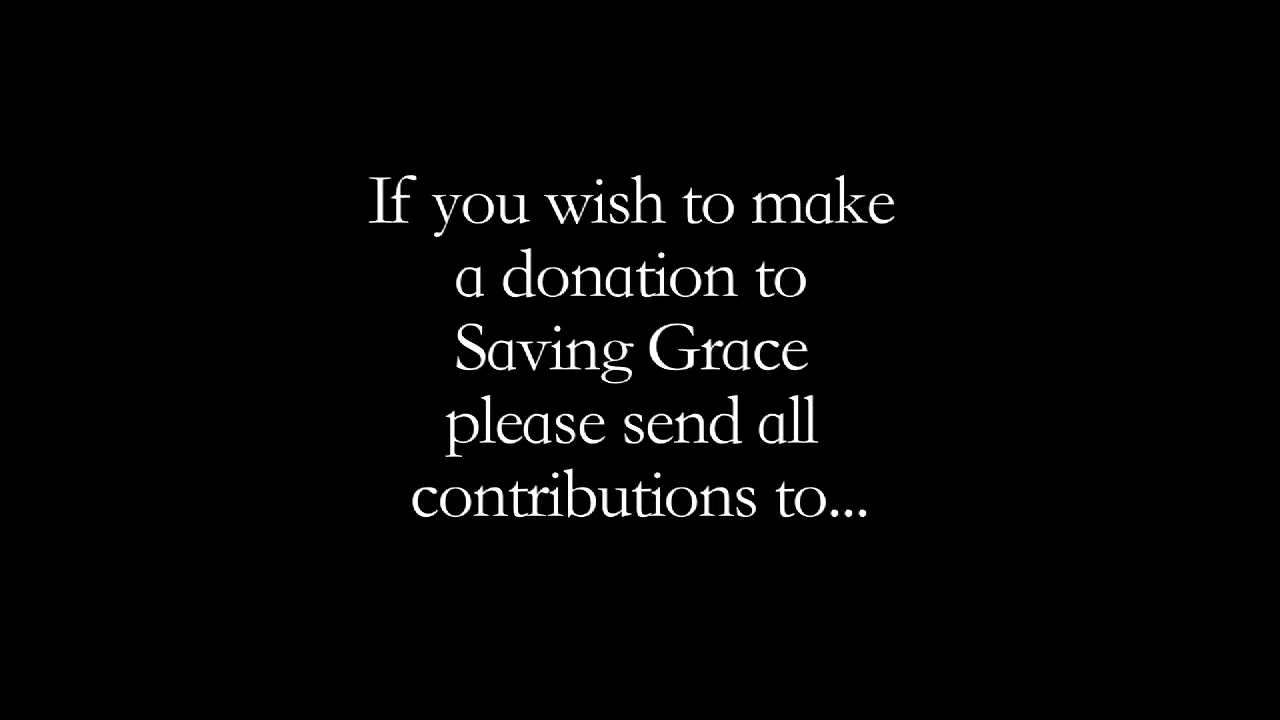 If you wish to make
a donation to
Saving Grace
please send all
contributions to...